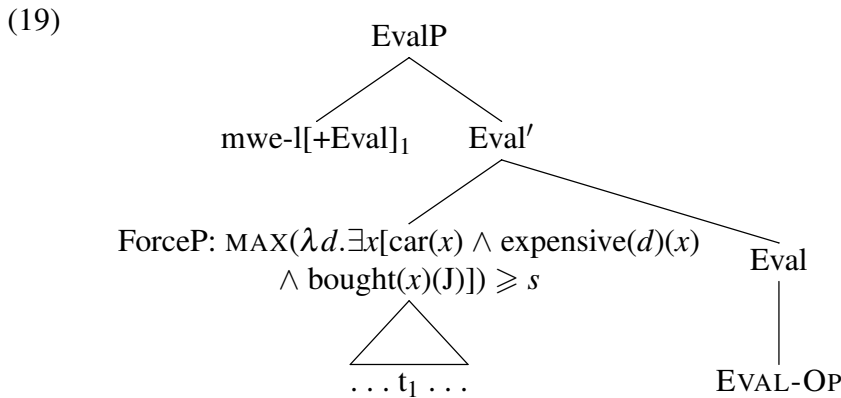 (19)
EvalP
mwe-l[+Eval]₁ Eval′
ForceP: MAX(λd.∃x[car(x) ∧ expensive(d)(x)
∧ bought(x)(J)]) ⩾ s
Eval
… t₁ …
EVAL-OP